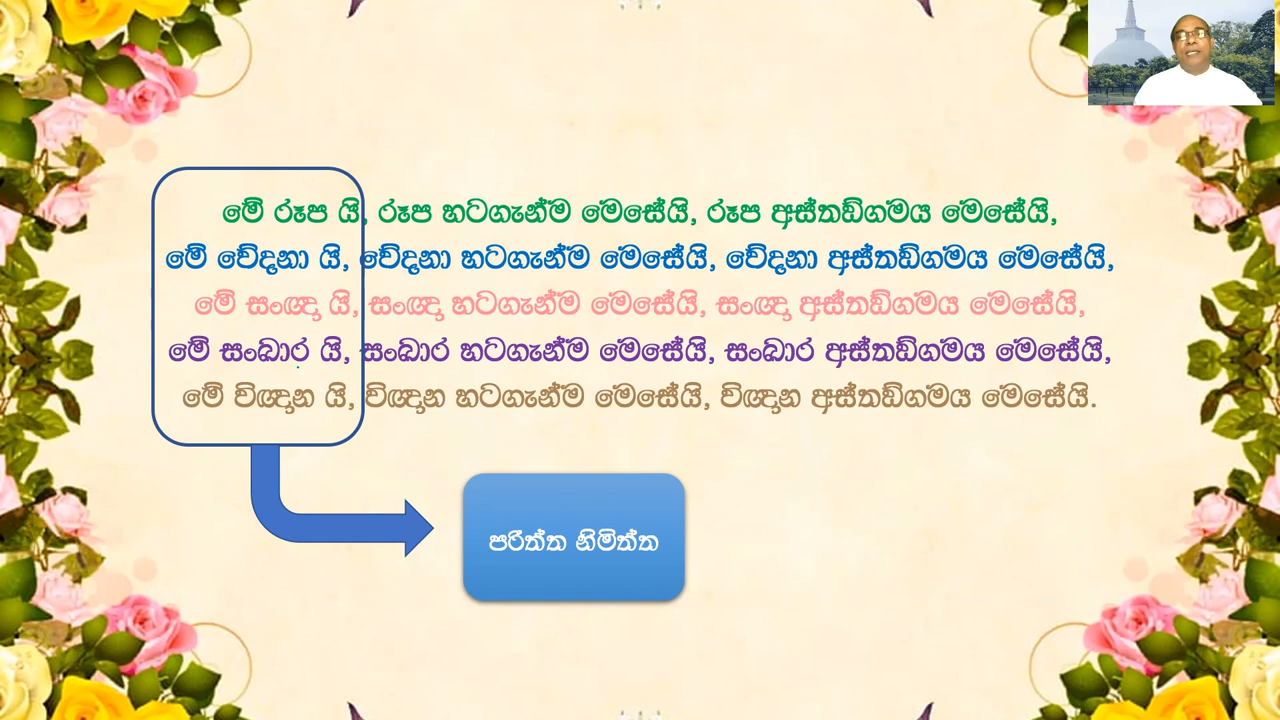 මේ රූප යි, රූප හටගැන්ම මෙසේයි, රූප අස්තඞ්ගමය මෙසේයි,
මේ වේදනා යි, වේදනා හටගැන්ම මෙසේයි, වේදනා අස්තඞ්ගමය මෙසේයි,
මේ සංඥා යි, සංඥා හටගැන්ම මෙසේයි, සංඥා අස්තඞ්ගමය මෙසේයි,
මේ සංඛාර යි, සංඛාර හටගැන්ම මෙසේයි, සංඛාර අස්තඞ්ගමය මෙසේයි,
මේ විඥාන යි, විඥාන හටගැන්ම මෙසේයි, විඥාන අස්තඞ්ගමය මෙසේයි.
පරිත්ත නිමිත්ත